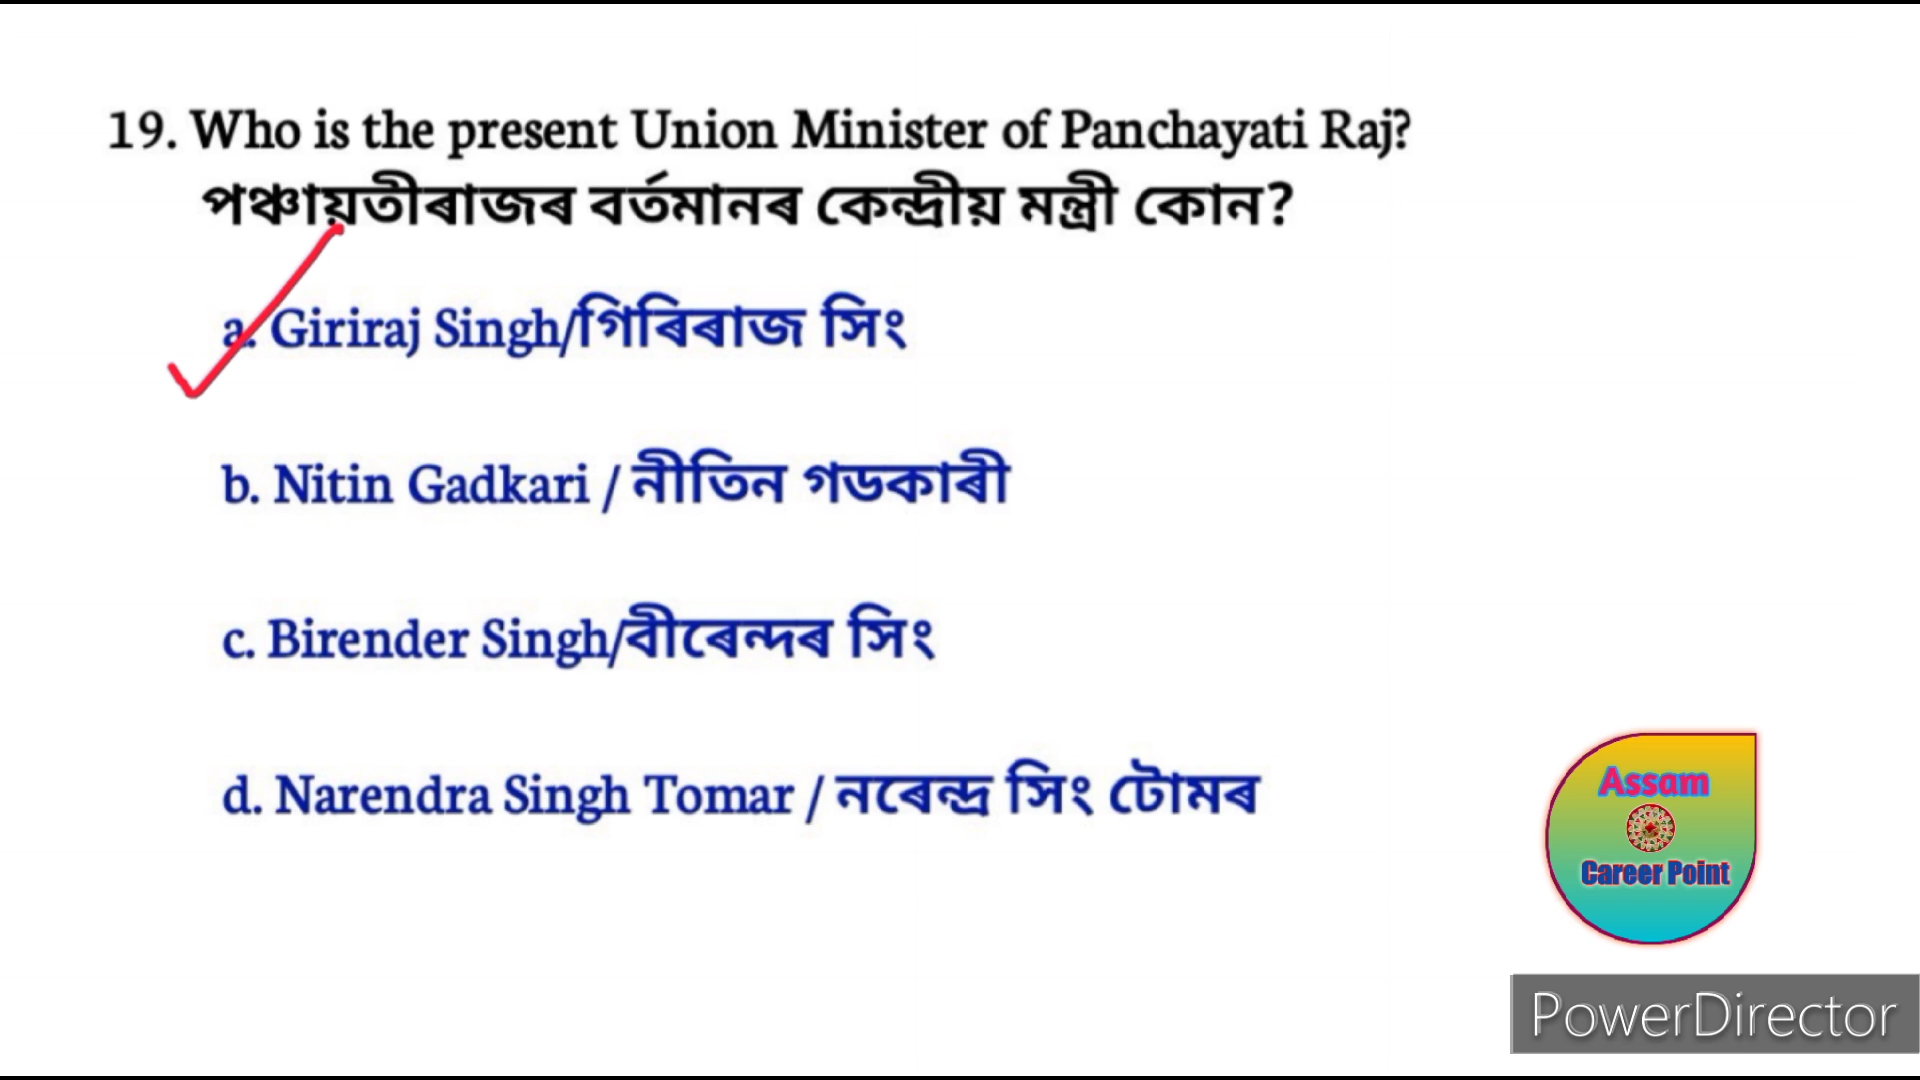 19. Who is the present Union Minister of Panchayati Raj?
পঞ্চায়তীৰাজৰ বৰ্তমানৰ কেন্দ্ৰীয় মন্ত্ৰী কোন?
a. Giriraj Singh/গিৰিৰাজ সিং
b. Nitin Gadkari / নীতিন গডকাৰী
c. Birender Singh/বীৰেন্দৰ সিং
d. Narendra Singh Tomar / নৰেন্দ্ৰ সিং টোমৰ
Assam
Career Point
PowerDirector